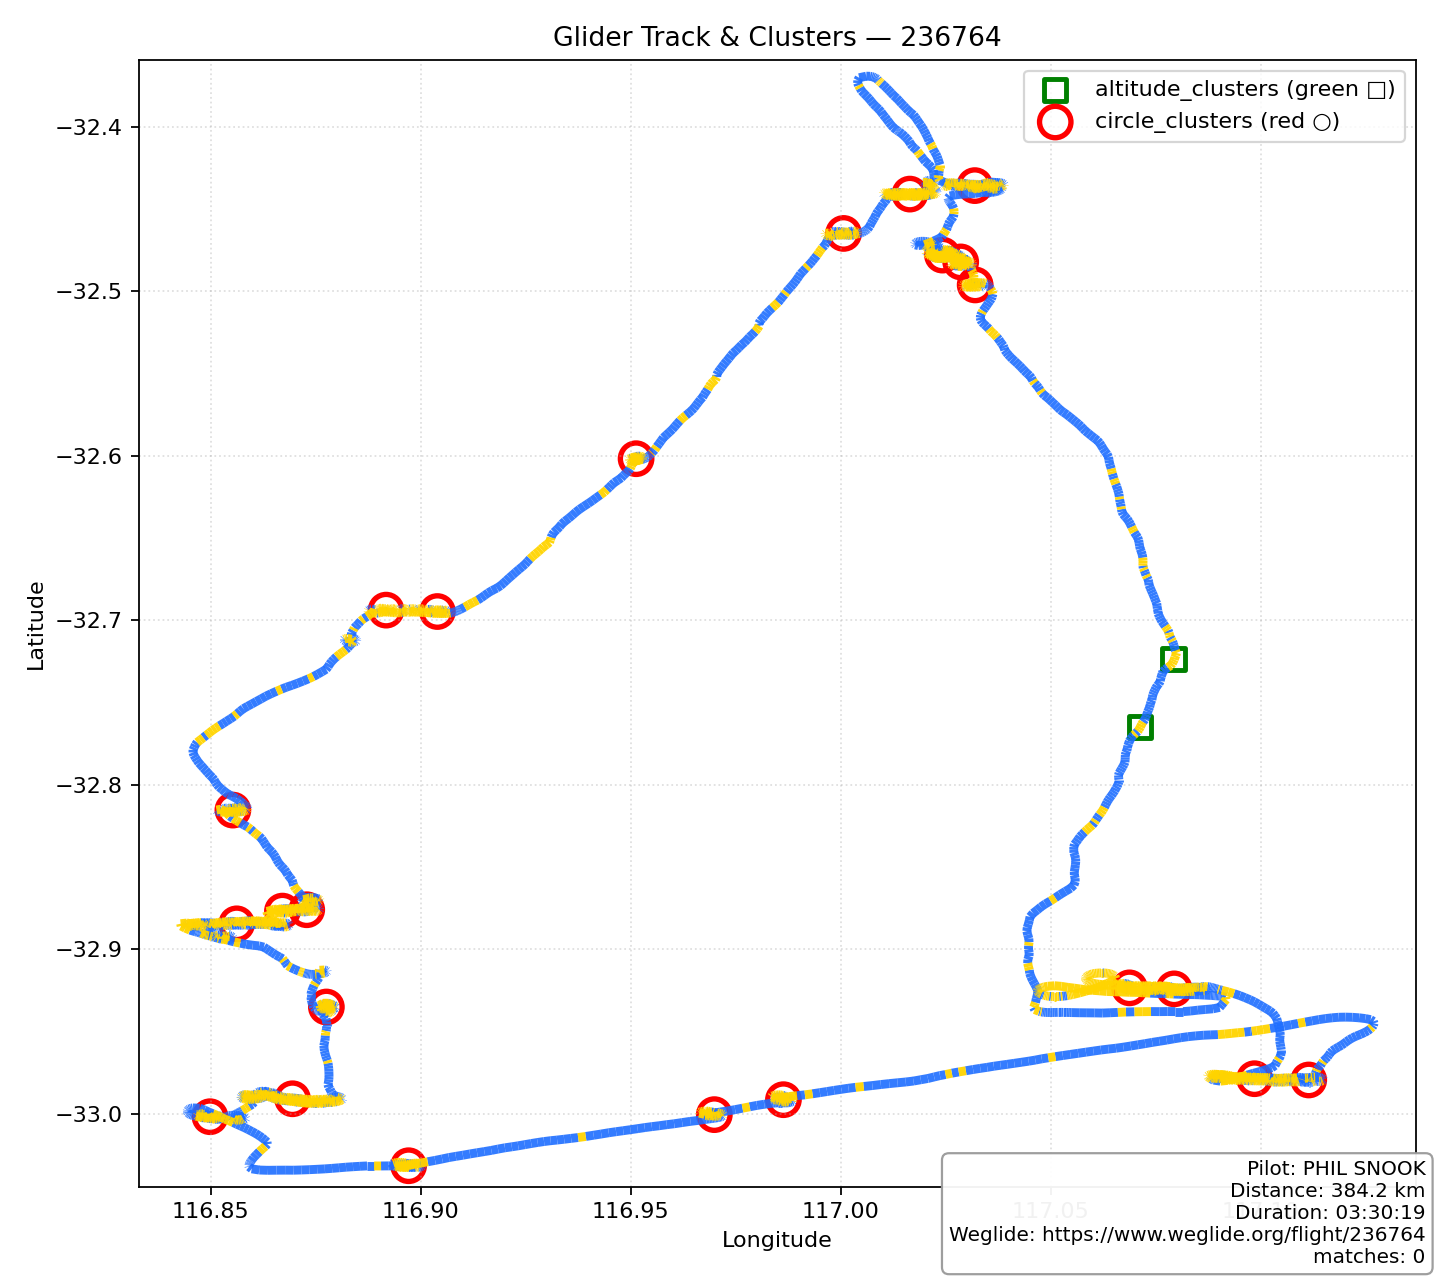 Glider Track & Clusters — 236764
altitude_clusters (green □)
circle_clusters (red ○)
Latitude
−32.4
−32.5
−32.6
−32.7
−32.8
−32.9
−33.0
116.85 116.90 116.95 117.00 117.05
Longitude
Pilot: PHIL SNOOK
Distance: 384.2 km
Duration: 03:30:19
Weglide: https://www.weglide.org/flight/236764
matches: 0